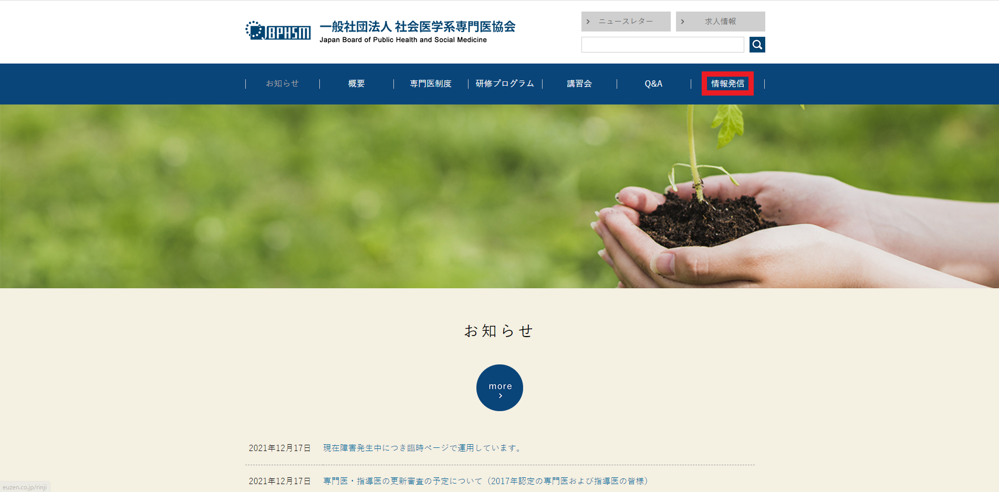 JBPHSM
一般社団法人 社会医学系専門医協会
Japan Board of Public Health and Social Medicine
ニュースレター
求人情報
お知らせ
概要
専門医制度
研修プログラム
講習会
Q&A
情報発信
お知らせ
more
2021年12月17日 現在障害発生中につき臨時ページで運用しています。
2021年12月17日 専門医・指導医の更新審査の予定について（2017年認定の専門医および指導医の皆様）
euzen.co.jp/rinji